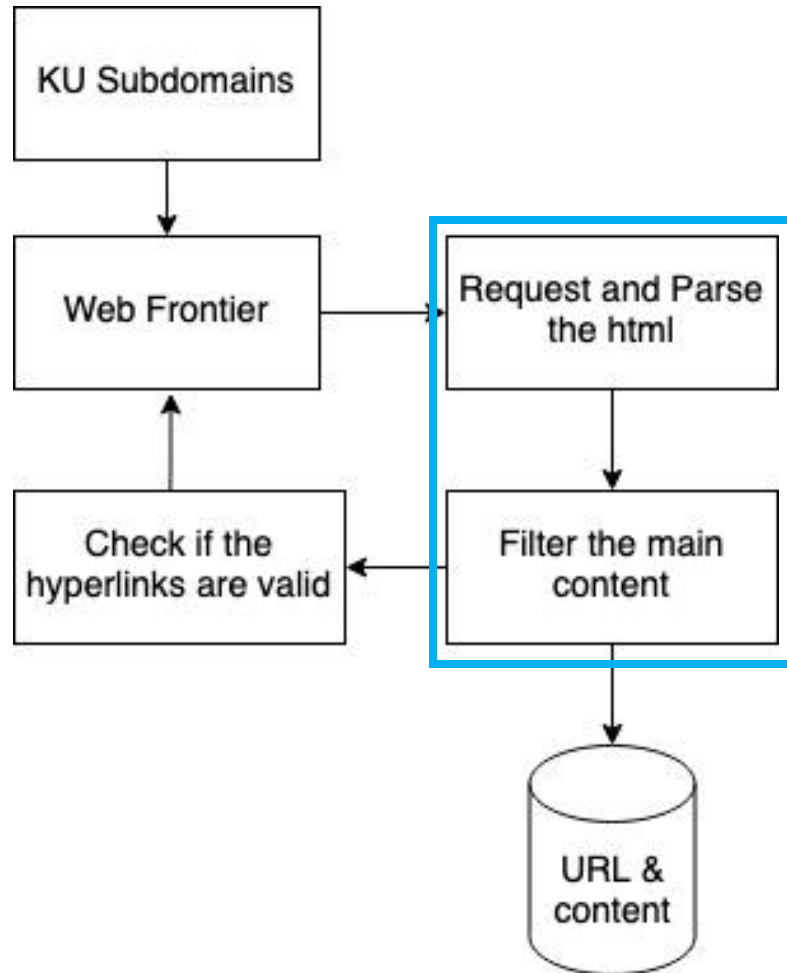 KU Subdomains
Web Frontier
Request and Parse
the html
Check if the
hyperlinks are valid
Filter the main
content
URL &
content